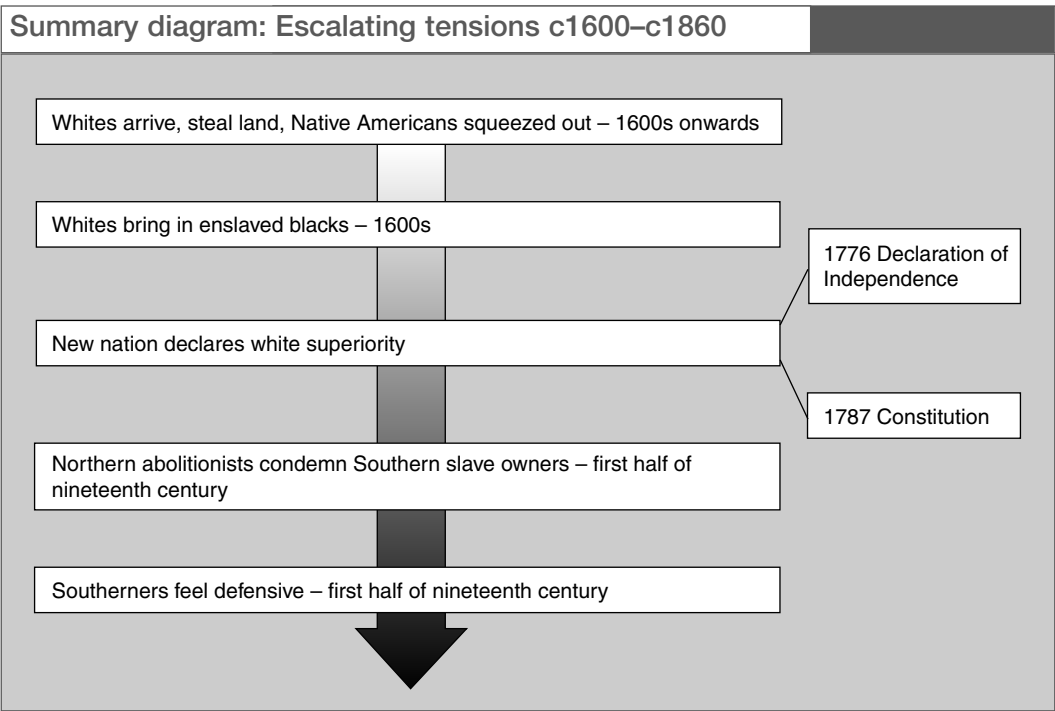 Summary diagram: Escalating tensions c1600–c1860
Whites arrive, steal land, Native Americans squeezed out – 1600s onwards
Whites bring in enslaved blacks – 1600s
1776 Declaration of
Independence
New nation declares white superiority
1787 Constitution
Northern abolitionists condemn Southern slave owners – first half of
nineteenth century
Southerners feel defensive – first half of nineteenth century